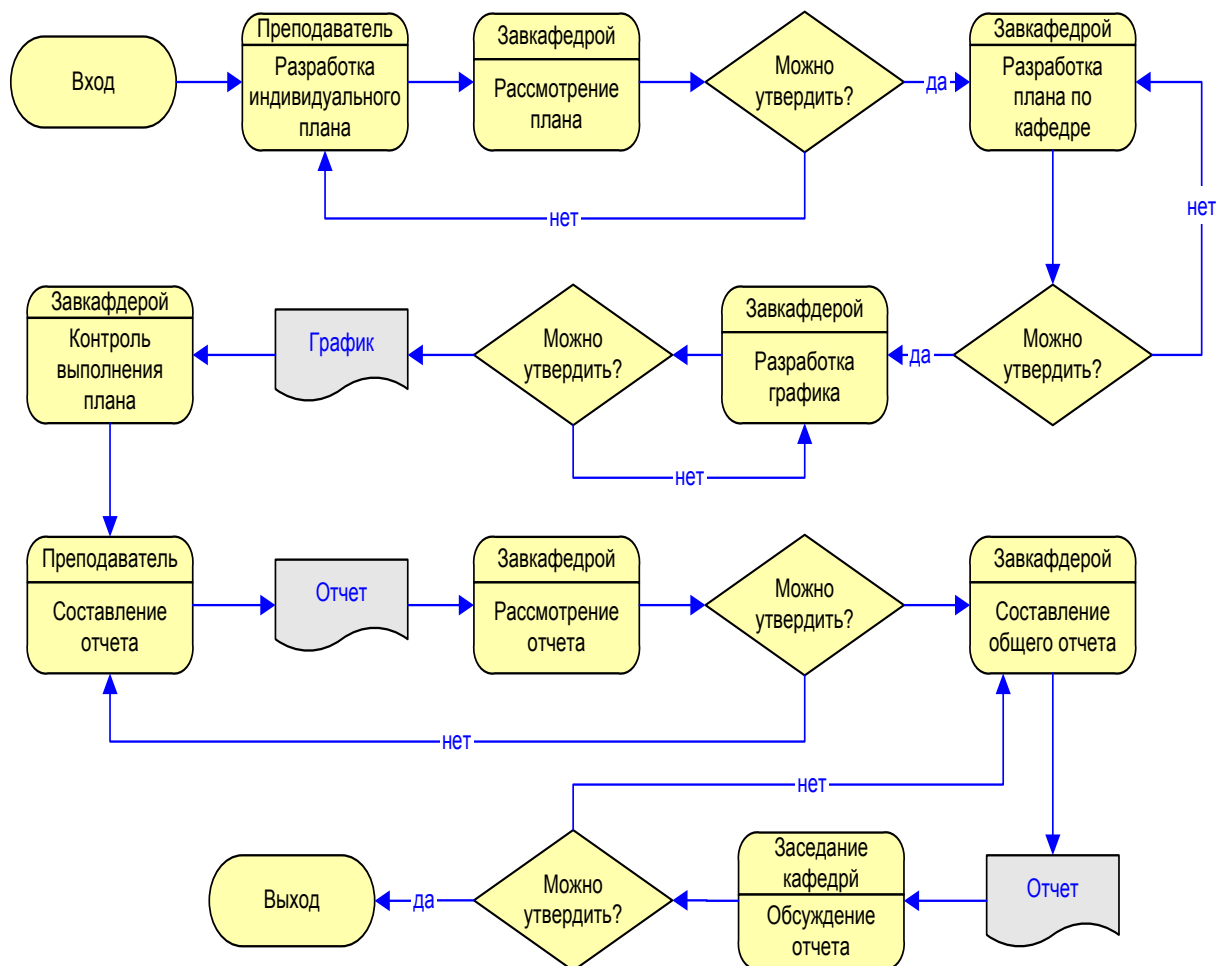 Вход
Преподаватель
Разработка
индивидуального
плана
Завкафедрой
Рассмотрение
плана
Можно
утвердить?
да
Завкафедрой
Разработка
плана по
кафедре
нет
нет
Завкафдерой
Контроль
выполнения
плана
График
Можно
утвердить?
Завкафдерой
Разработка
графика
да
Можно
утвердить?
нет
Преподаватель
Составление
отчета
Отчет
Завкафедрой
Рассмотрение
отчета
Можно
утвердить?
Завкафдерой
Составление
общего отчета
нет
нет
Выход
да
Можно
утвердить?
Заседание
кафедрй
Обсуждение
отчета
Отчет